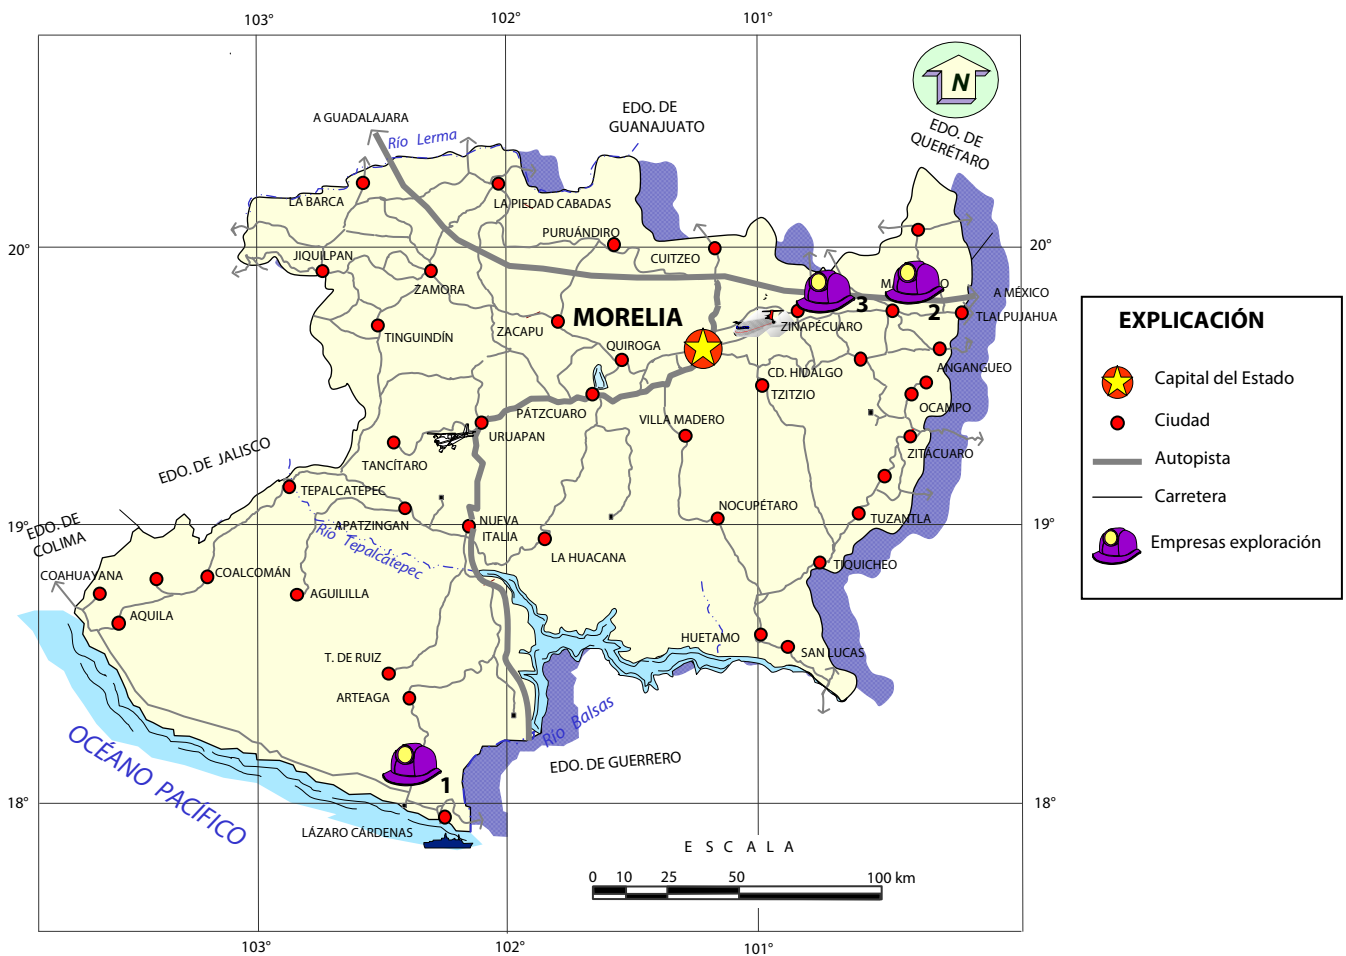 103°
102°
101°
EDO. DE
GUANAJUATO
A GUADALAJARA
Río Lerma
N
EDO. DE
QUERÉTARO
LA BARCA
LA PIEDAD CABADAS
PURUÁNDIRO
20°
20°
JIQUILPAN
CUITZEO
ZAMORA
A MÉXICO
3
2
TLALPUJAHUA
MORELIA
ZINAPÉCUARO
TINGUINDÍN
ZACAPU
QUIROGA
CD. HIDALGO
ANGANGUEO
TZITZIO
OCAMPO
PÁTZCUARO
VILLA MADERO
URUAPAN
ZITÁCUARO
EDO. DE JALISCO
TANCÍTARO
TEPALCATEPEC
NOCUPÉTARO
TUZANTLA
APATZINGAN
NUEVA
ITALIA
19°
19°
EDO. DE
COLIMA
Río Tepalcatepec
LA HUACANA
TIQUICHEO
COAHUAYANA
COALCOMÁN
AGUILILLA
AQUILA
HUETAMO
SAN LUCAS
T. DE RUIZ
ARTEAGA
Río Balsas
OCÉANO PACÍFICO
EDO. DE GUERRERO
1
18°
18°
LÁZARO CÁRDENAS
E S C A L A
0 10 25 50 100 km
103°
102°
101°
EXPLICACIÓN
Capital del Estado
Ciudad
Autopista
Carretera
Empresas exploración